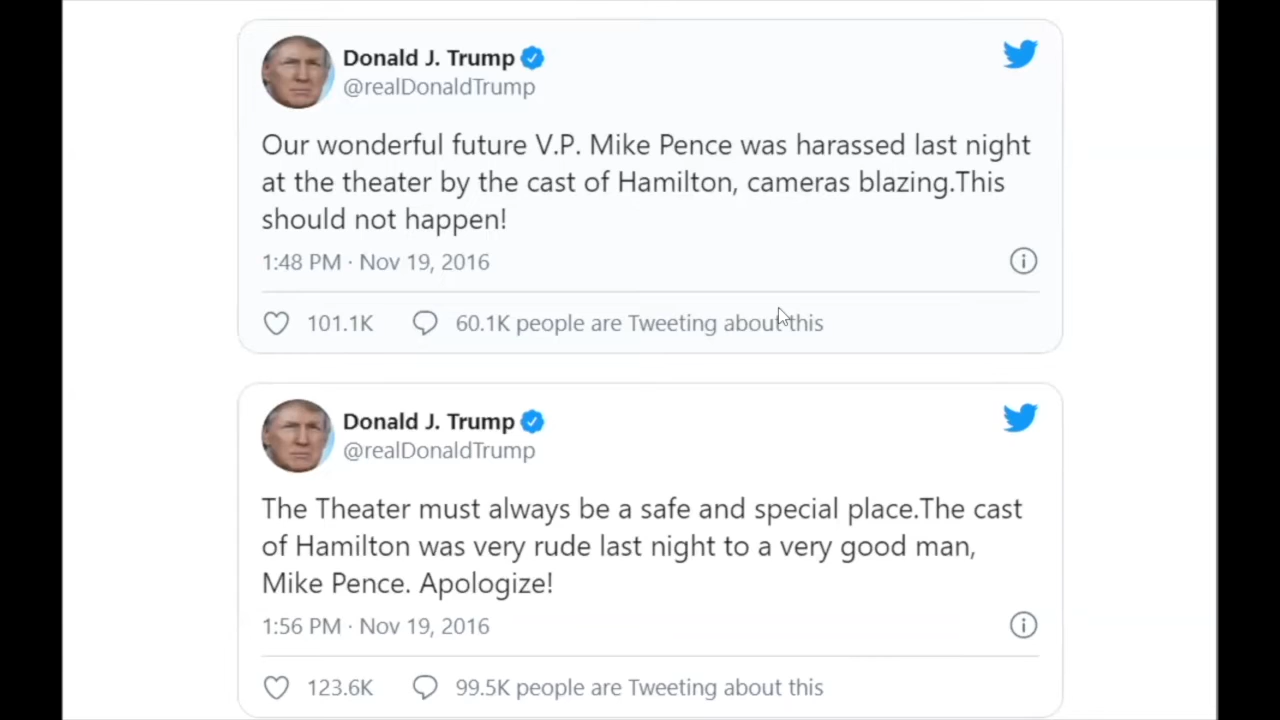 Donald J. Trump
@realDonaldTrump
Our wonderful future V.P. Mike Pence was harassed last night
at the theater by the cast of Hamilton, cameras blazing.This
should not happen!
1:48 PM · Nov 19, 2016
101.1K 60.1K people are Tweeting about this
Donald J. Trump
@realDonaldTrump
The Theater must always be a safe and special place.The cast
of Hamilton was very rude last night to a very good man,
Mike Pence. Apologize!
1:56 PM · Nov 19, 2016
123.6K 99.5K people are Tweeting about this